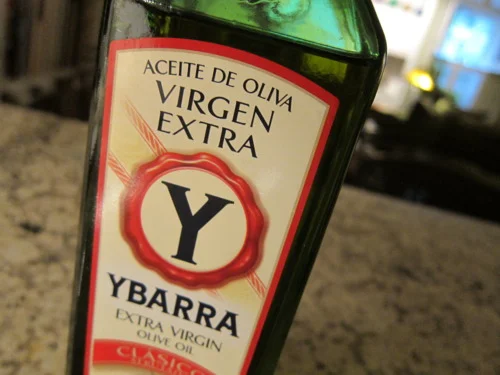 ACEITE DE OLIVA
VIRGEN
EXTRA
Y
YBARRA
EXTRA VIRGIN
OLIVE OIL